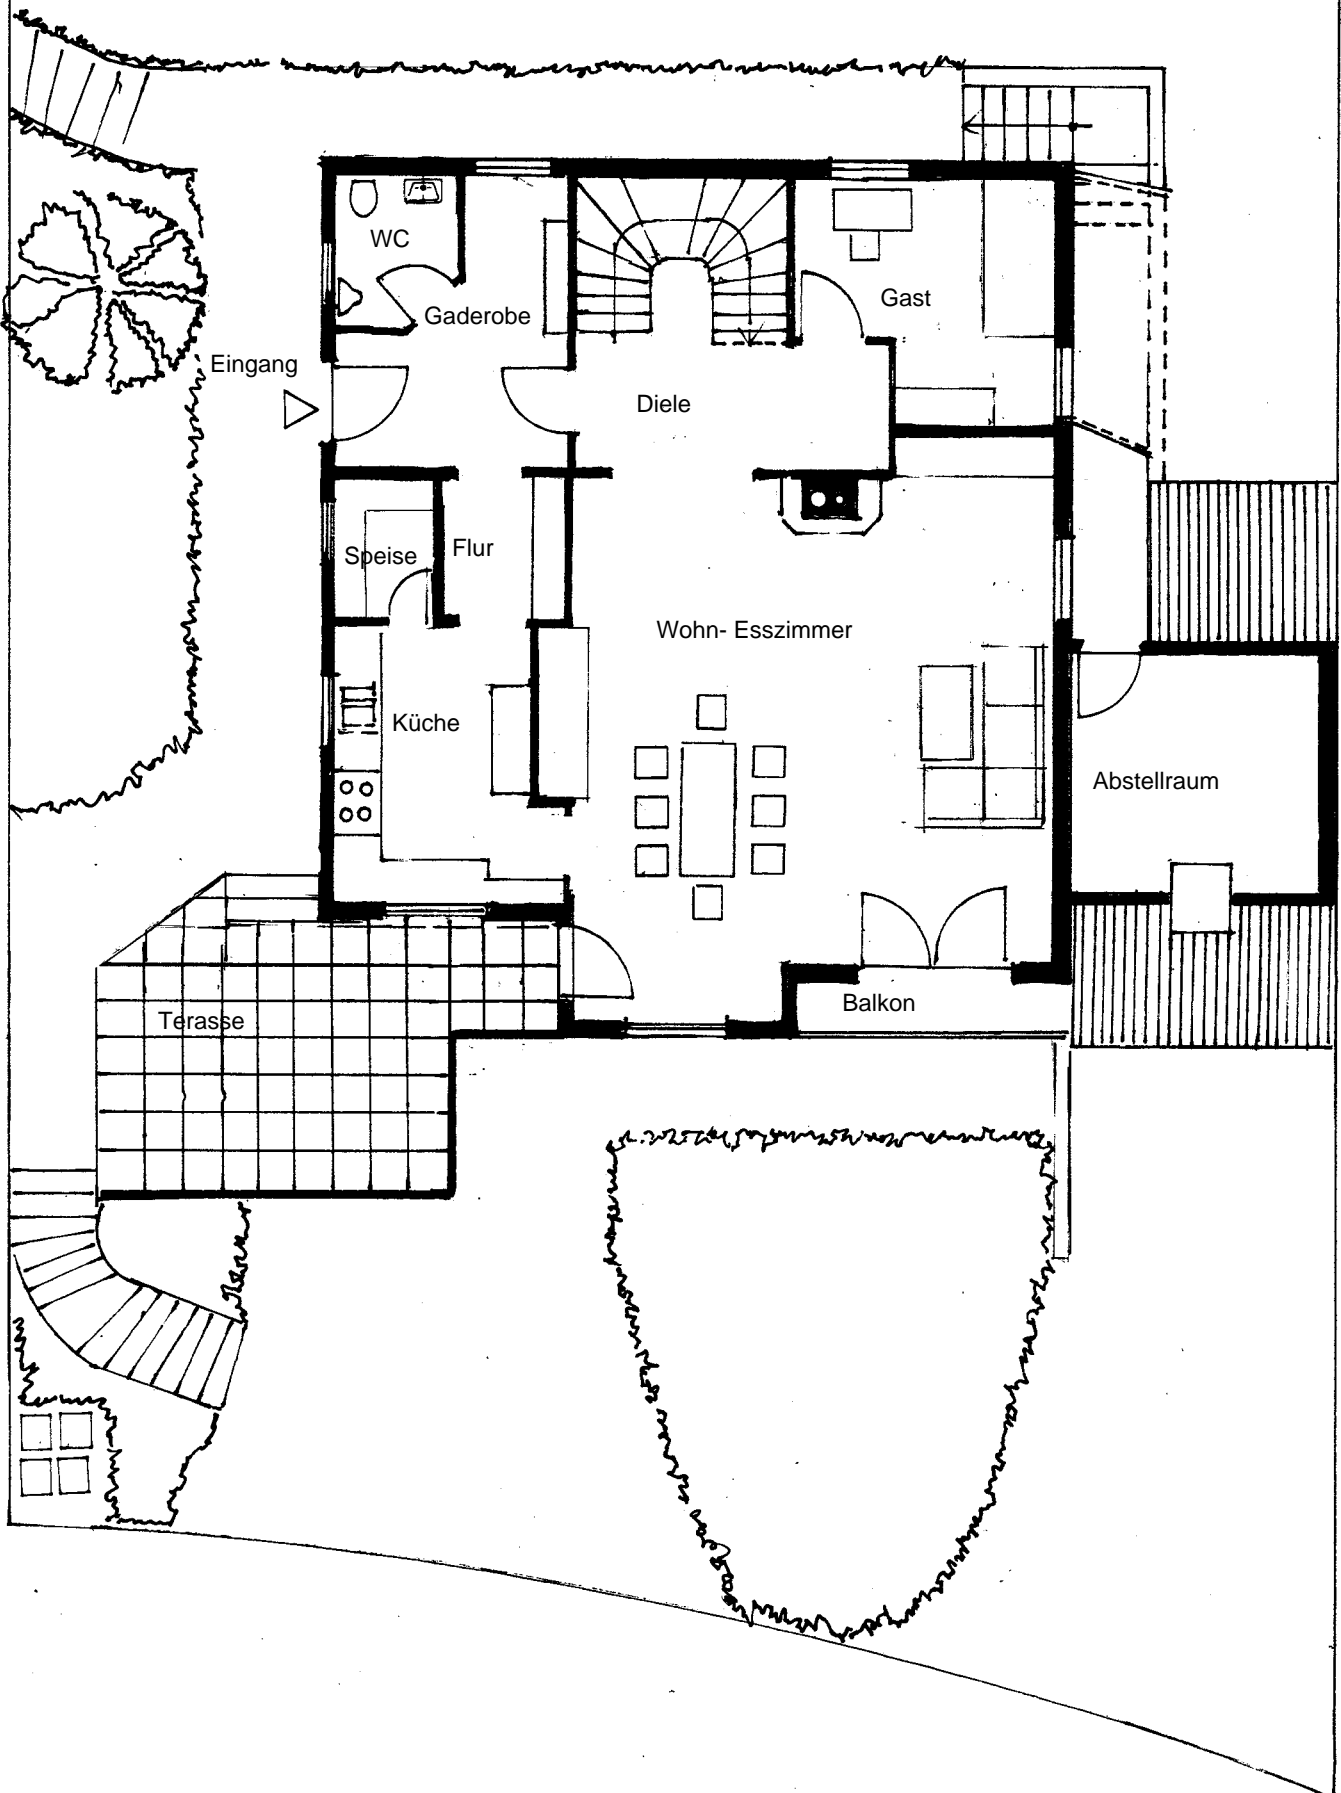 WC
Gast
Gaderobe
Eingang
Diele
Flur
Speise
Wohn- Esszimmer
Küche
Abstellraum
Balkon
Terasse